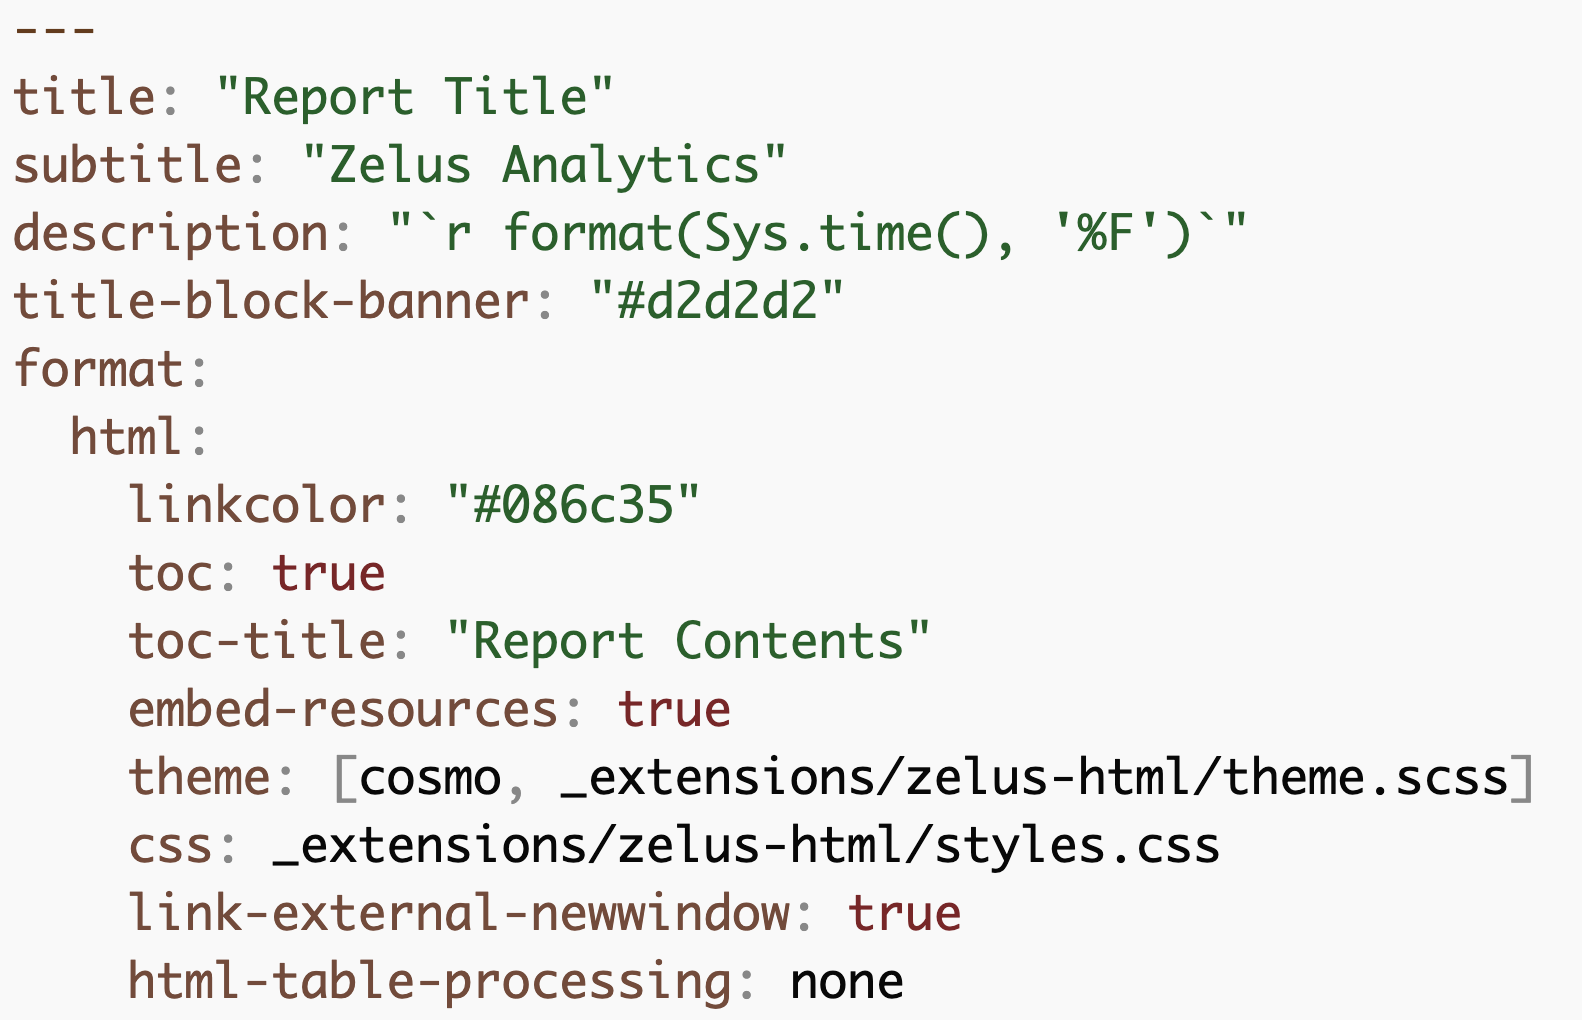 ---
title: "Report Title"
subtitle: "Zelus Analytics"
description: "`r format(Sys.time(), '%F')`"
title-block-banner: "#d2d2d2"
format:
  html:
    linkcolor: "#086c35"
    toc: true
    toc-title: "Report Contents"
    embed-resources: true
    theme: [cosmo, _extensions/zelus-html/theme.scss]
    css: _extensions/zelus-html/styles.css
    link-external-newwindow: true
    html-table-processing: none